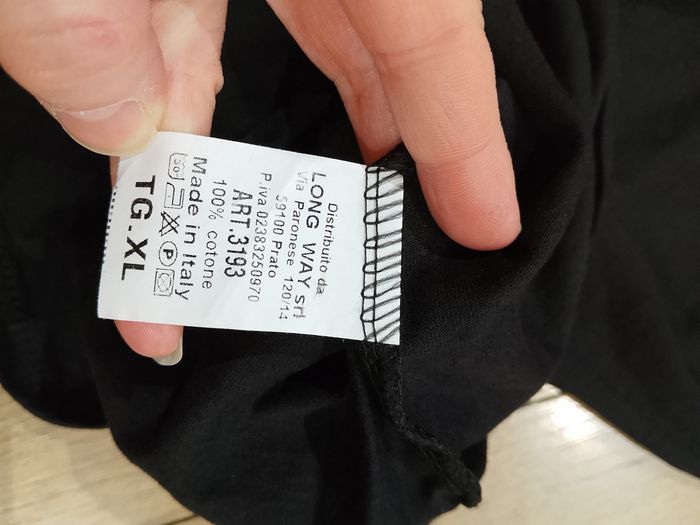 Distribuito da
LONG WAY srl
Via Paronese 120/14
59100 Prato
P.iva 02383250970
ART.3193
100% cotone
Made in Italy
30° P
TG.XL